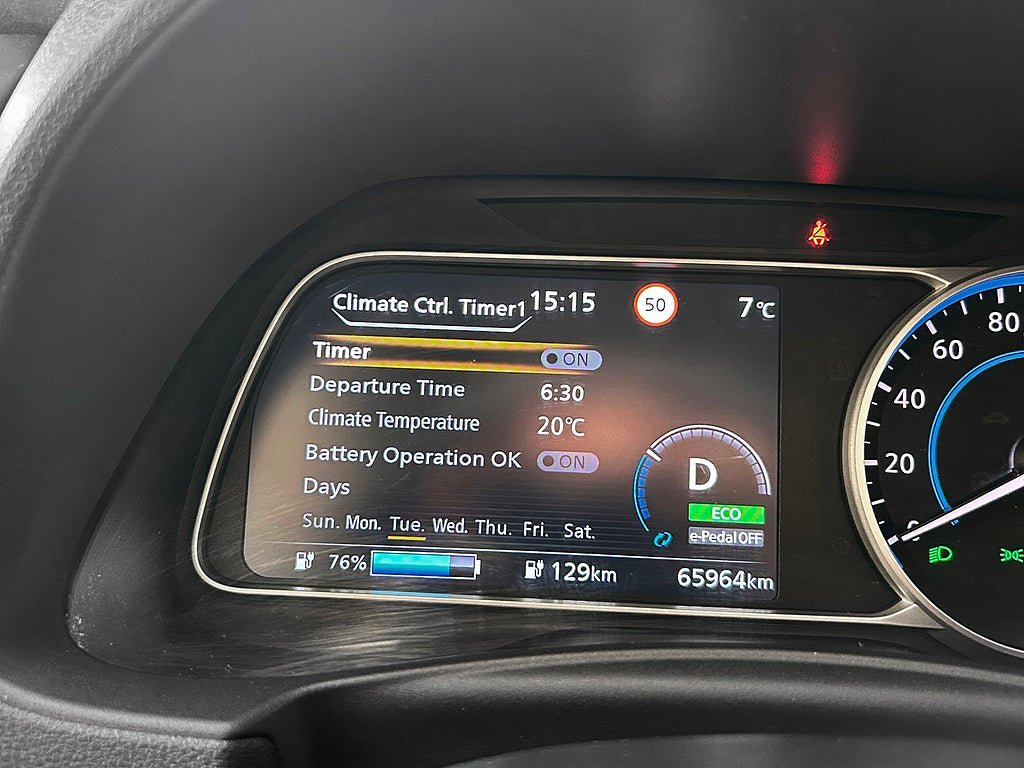 Climate Ctrl. Timer1 15:15 50 7°C
Timer ON
Departure Time 6:30
Climate Temperature 20°C
Battery Operation OK ON
Days
Sun. Mon. Tue. Wed. Thu. Fri. Sat.
76% 129km 65964km
D
ECO
e-Pedal OFF
80
60
40
20
0